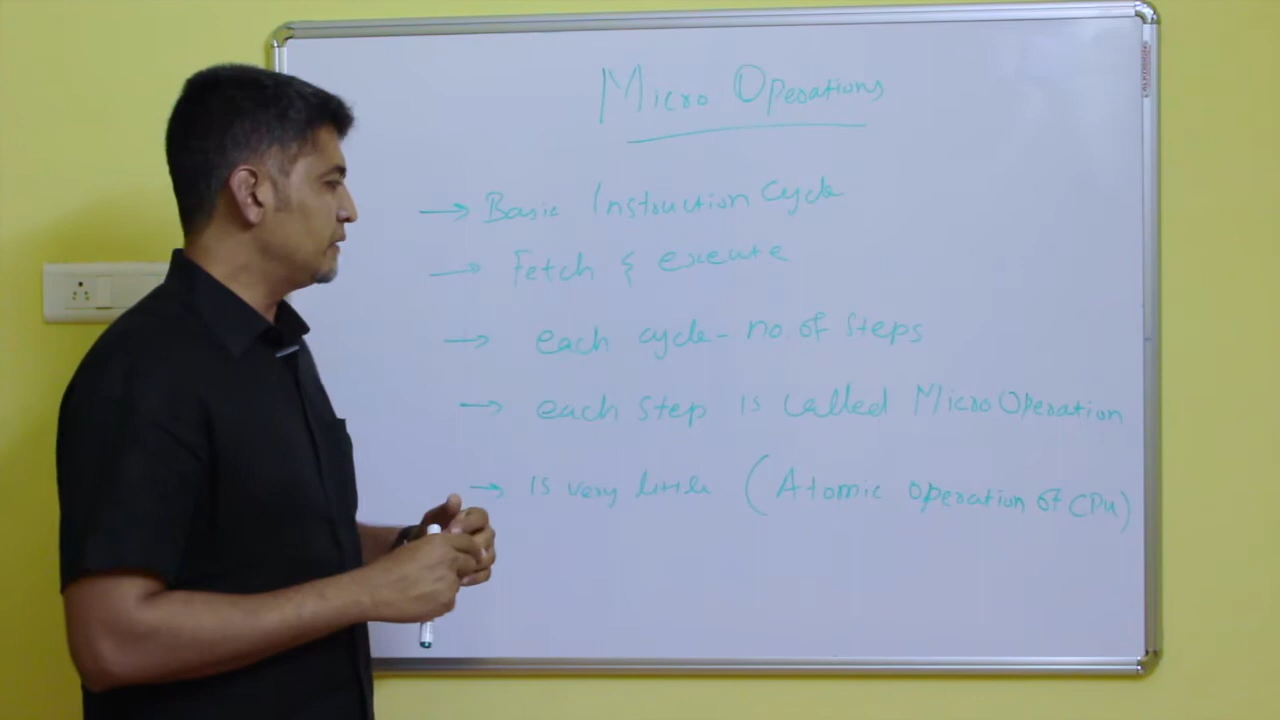 Micro Operations
→ Basic Instruction Cycle
→ Fetch & execute
→ each cycle - no. of steps
→ each step is called Micro Operation
→ is very little (Atomic operation of CPU)